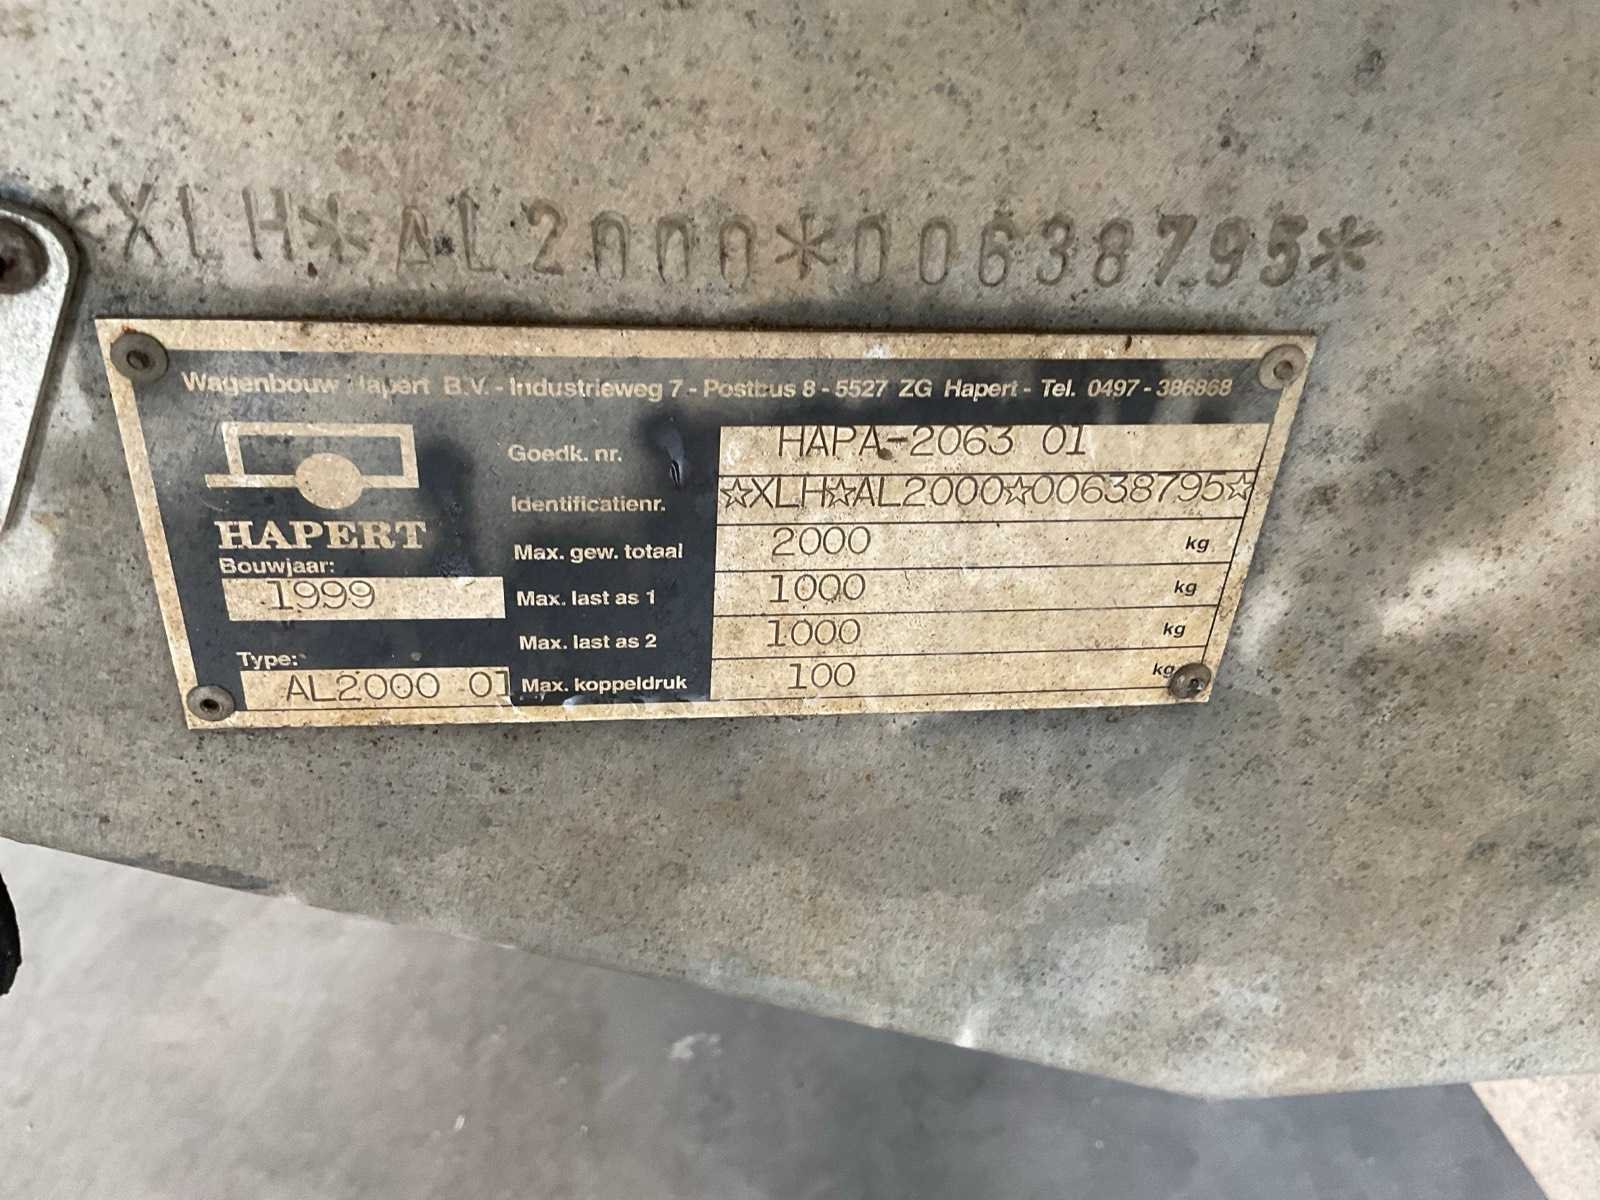 *XLH*AL2000*00638795*
Wagenbouw Hapert B.V. - Industrieweg 7 - Postbus 8 - 5527 ZG Hapert - Tel. 0497 - 386868
HAPERT
Bouwjaar:
1999
Type:
AL2000 01
Goedk. nr. HAPA-2063 01
Identificatienr. ☆XLH☆AL2000☆00638795☆
Max. gew. totaal 2000 kg
Max. last as 1 1000 kg
Max. last as 2 1000 kg
Max. koppeldruk 100 kg